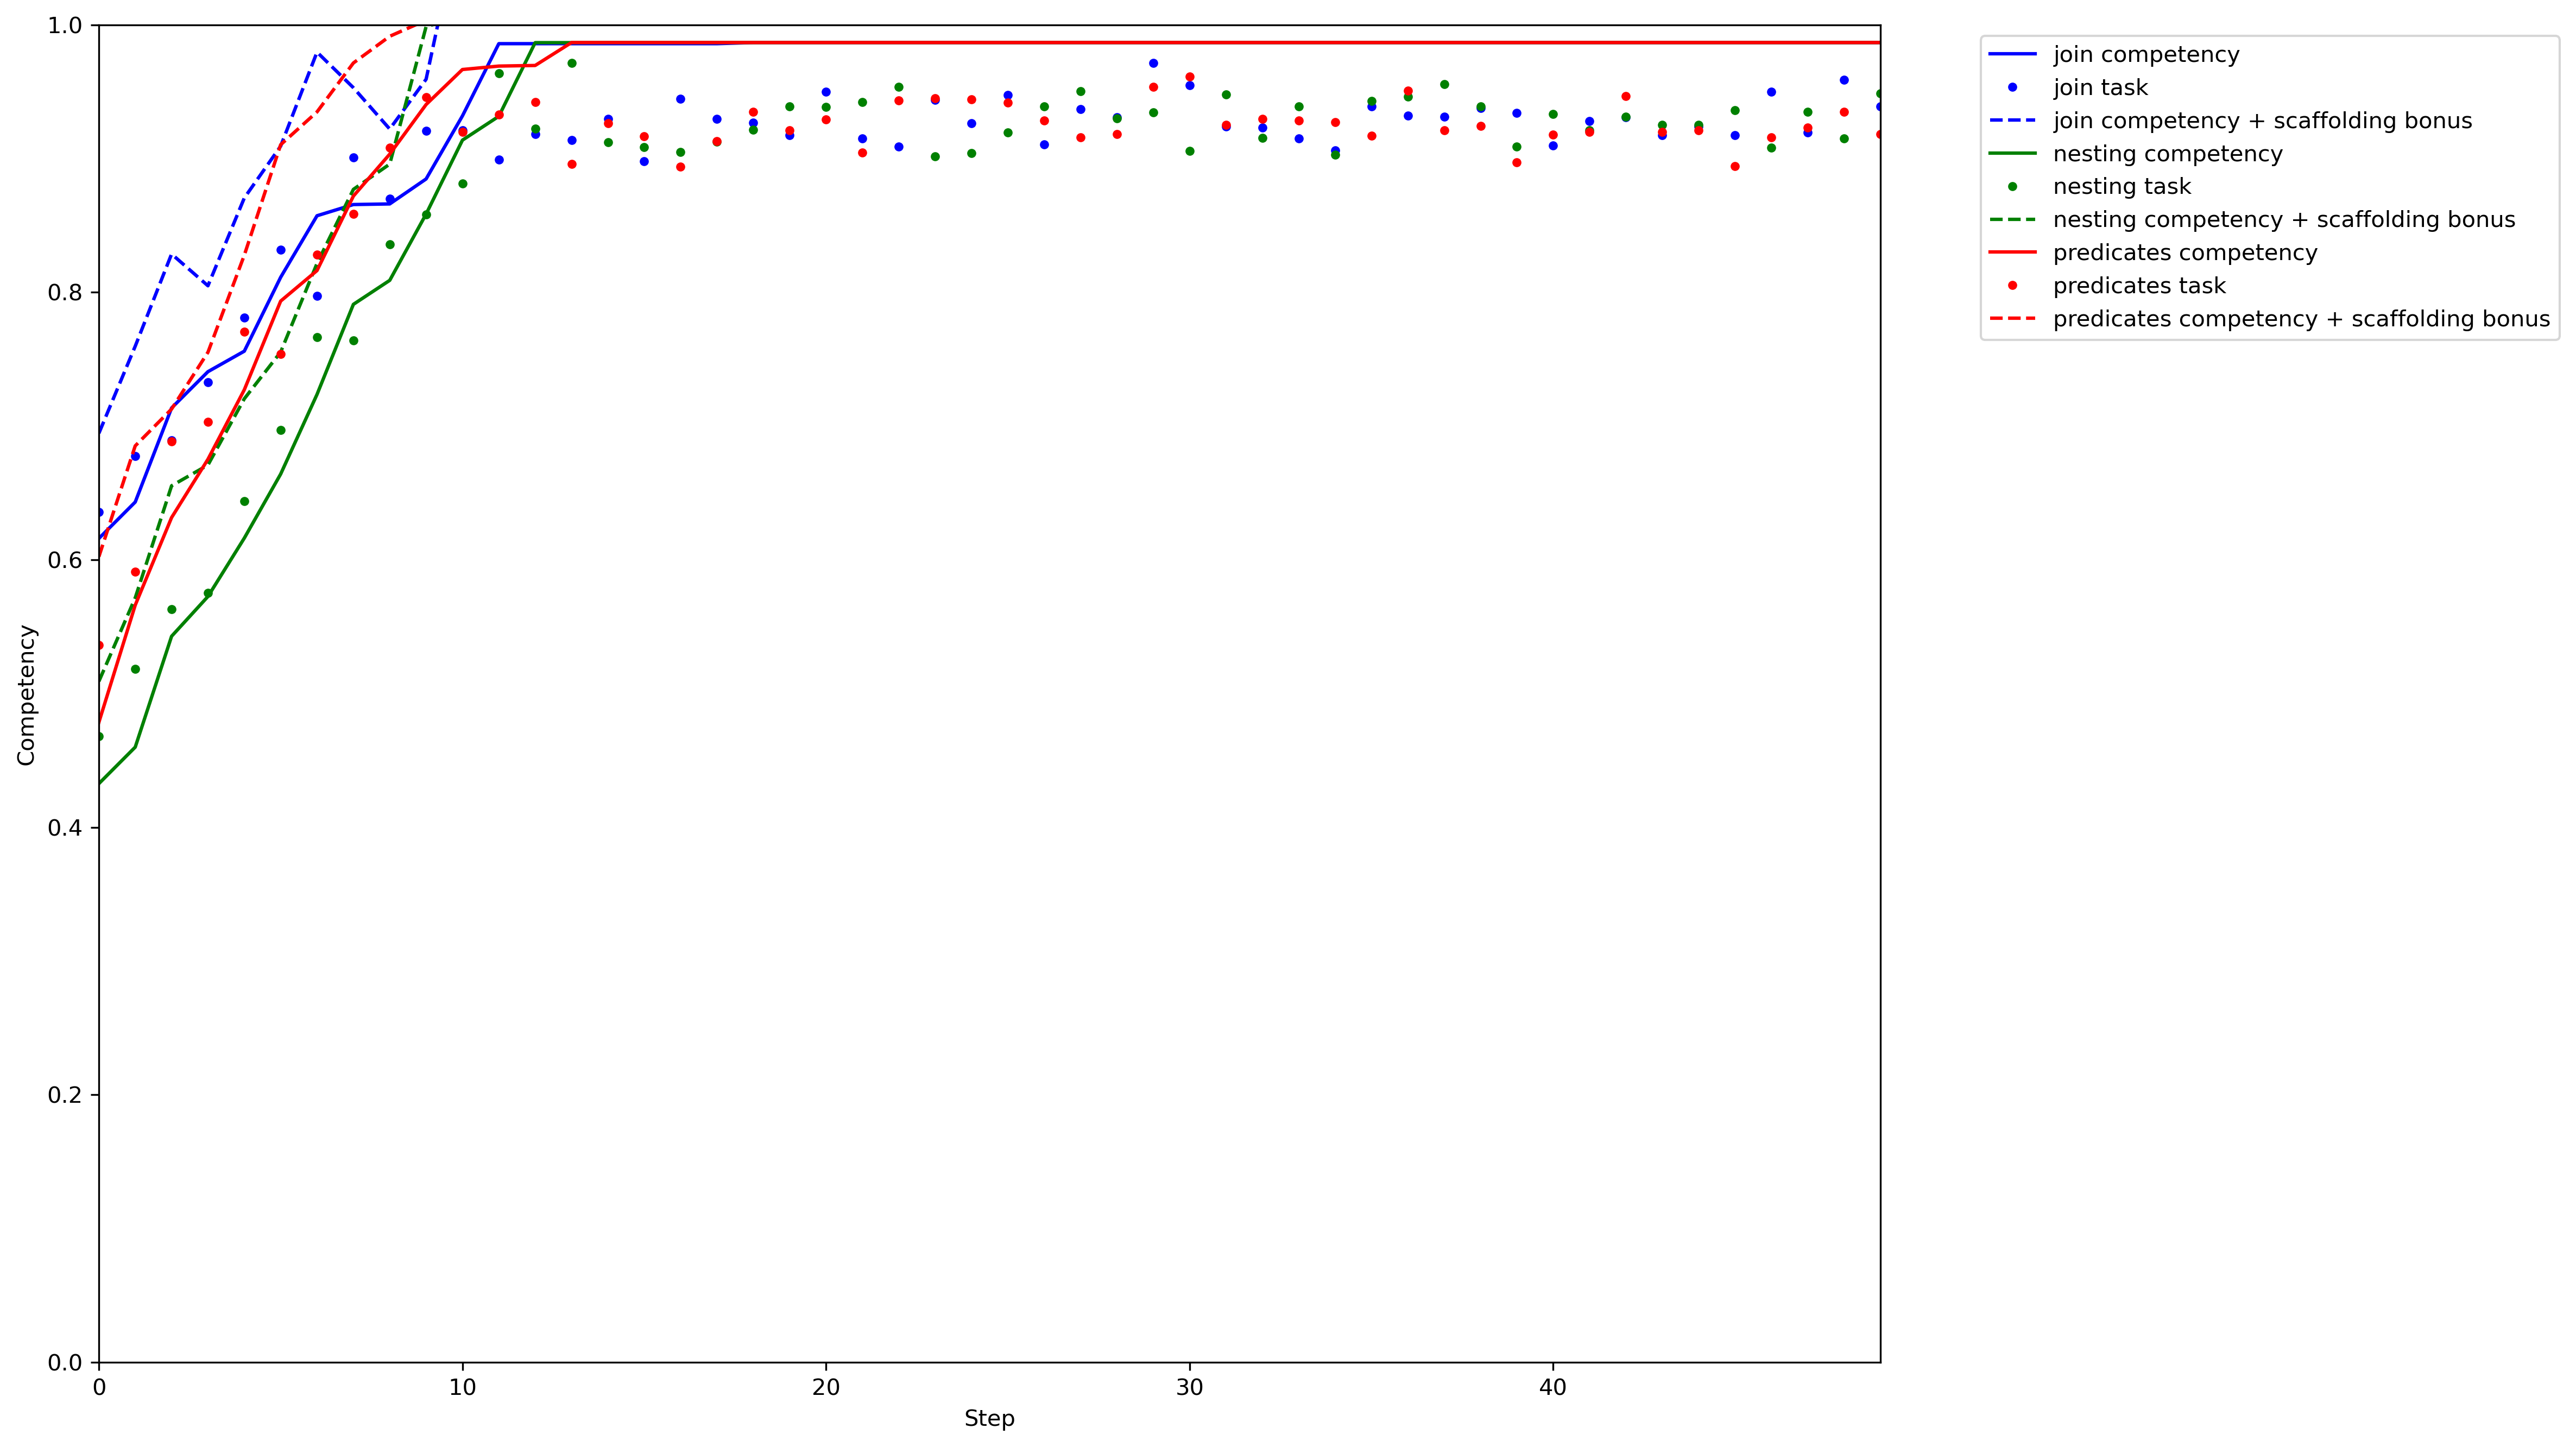 1.0
0.8
0.6
0.4
0.2
0.0
Competency
0 10 20 30 40
Step
join competency
join task
join competency + scaffolding bonus
nesting competency
nesting task
nesting competency + scaffolding bonus
predicates competency
predicates task
predicates competency + scaffolding bonus